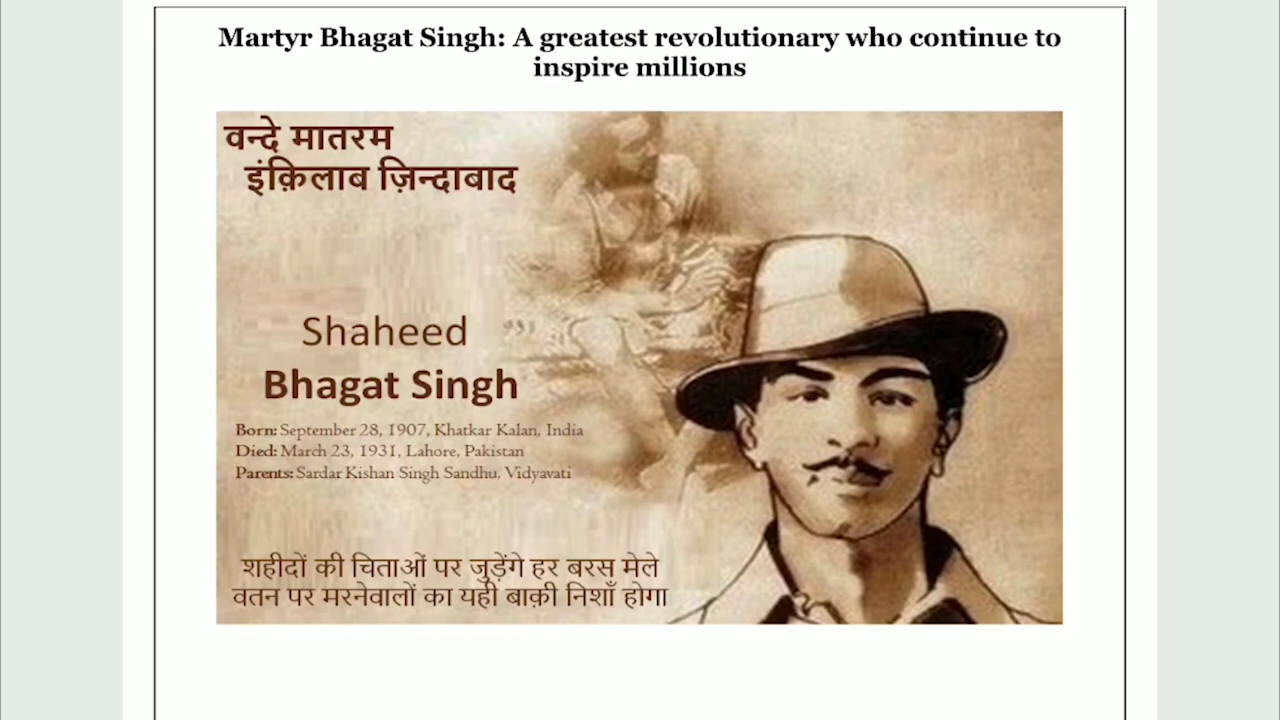 Martyr Bhagat Singh: A greatest revolutionary who continue to
inspire millions
वन्दे मातरम
इंक़िलाब ज़िन्दाबाद
Shaheed
Bhagat Singh
Born: September 28, 1907, Khatkar Kalan, India
Died: March 23, 1931, Lahore, Pakistan
Parents: Sardar Kishan Singh Sandhu, Vidyavati
शहीदों की चिताओं पर जुड़ेंगे हर बरस मेले
वतन पर मरनेवालों का यही बाक़ी निशाँ होगा